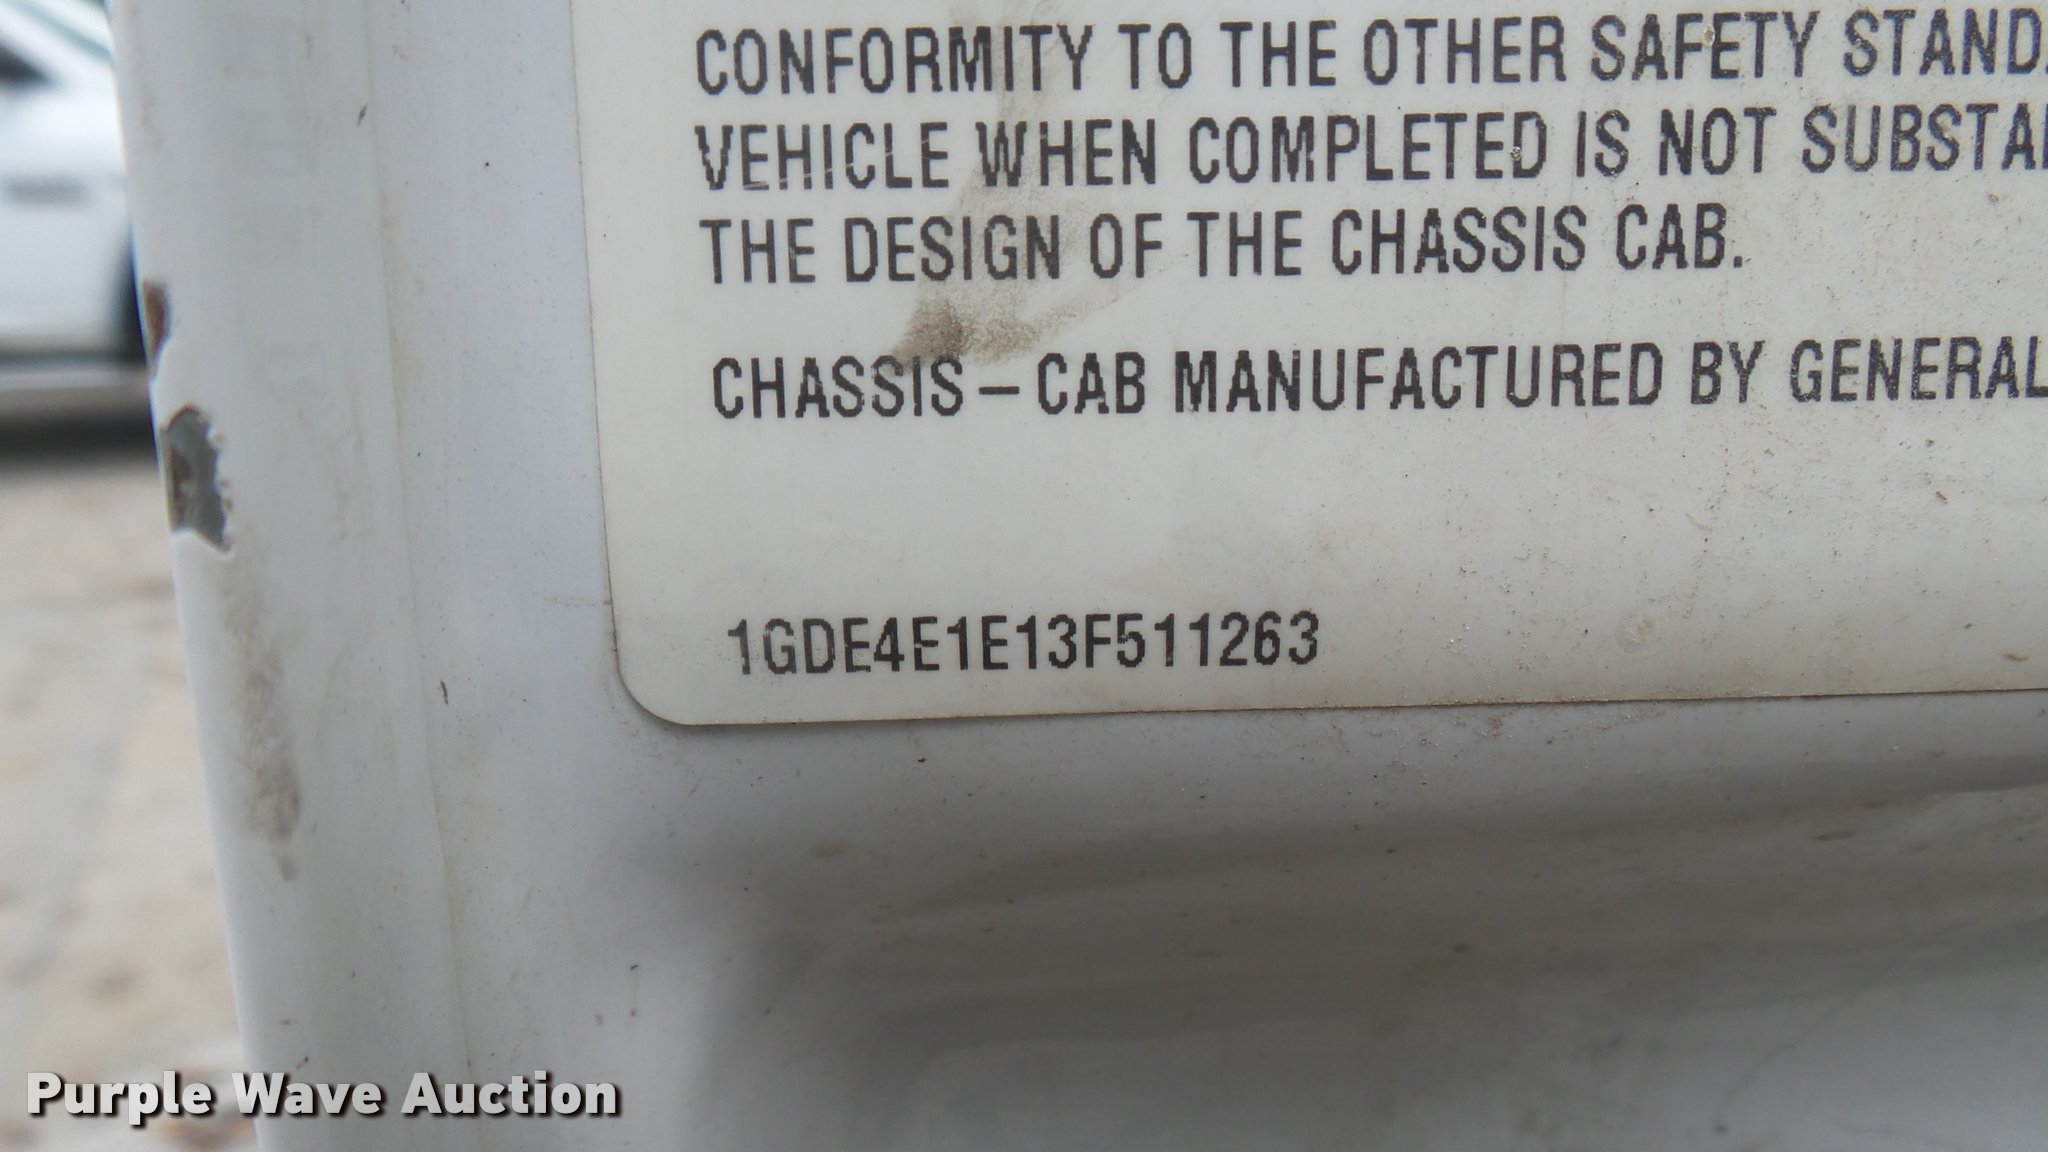 CONFORMITY TO THE OTHER SAFETY STAND
VEHICLE WHEN COMPLETED IS NOT SUBSTA
THE DESIGN OF THE CHASSIS CAB.
CHASSIS – CAB MANUFACTURED BY GENERAL
1GDE4E1E13F511263
Purple Wave Auction